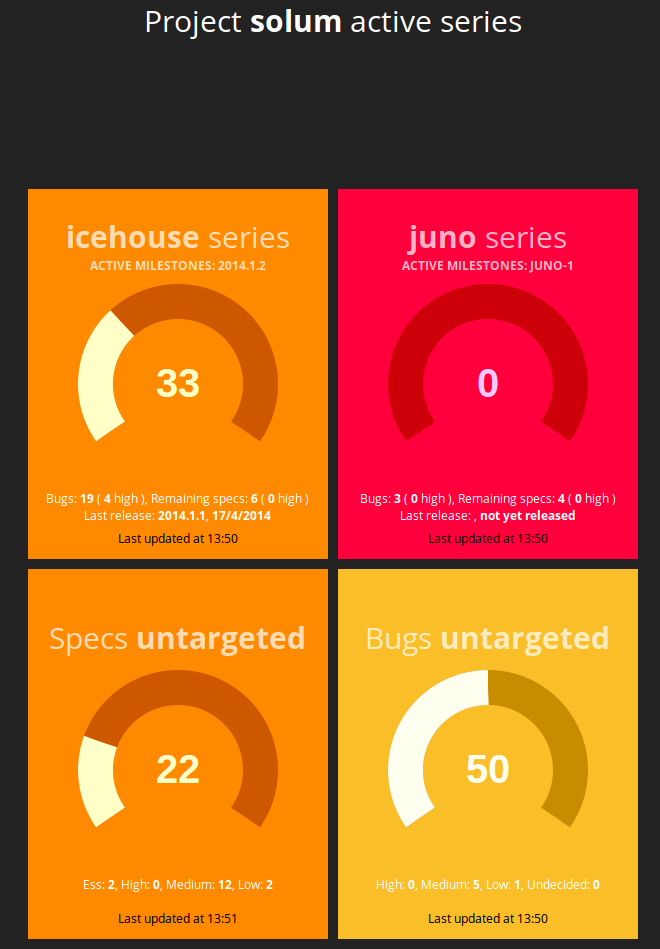 Project solum active series
icehouse series
ACTIVE MILESTONES: 2014.1.2
33
Bugs: 19 ( 4 high ), Remaining specs: 6 ( 0 high )
Last release: 2014.1.1, 17/4/2014
Last updated at 13:50
juno series
ACTIVE MILESTONES: JUNO-1
0
Bugs: 3 ( 0 high ), Remaining specs: 4 ( 0 high )
Last release: , not yet released
Last updated at 13:50
Specs untargeted
22
Ess: 2, High: 0, Medium: 12, Low: 2
Last updated at 13:51
Bugs untargeted
50
High: 0, Medium: 5, Low: 1, Undecided: 0
Last updated at 13:50